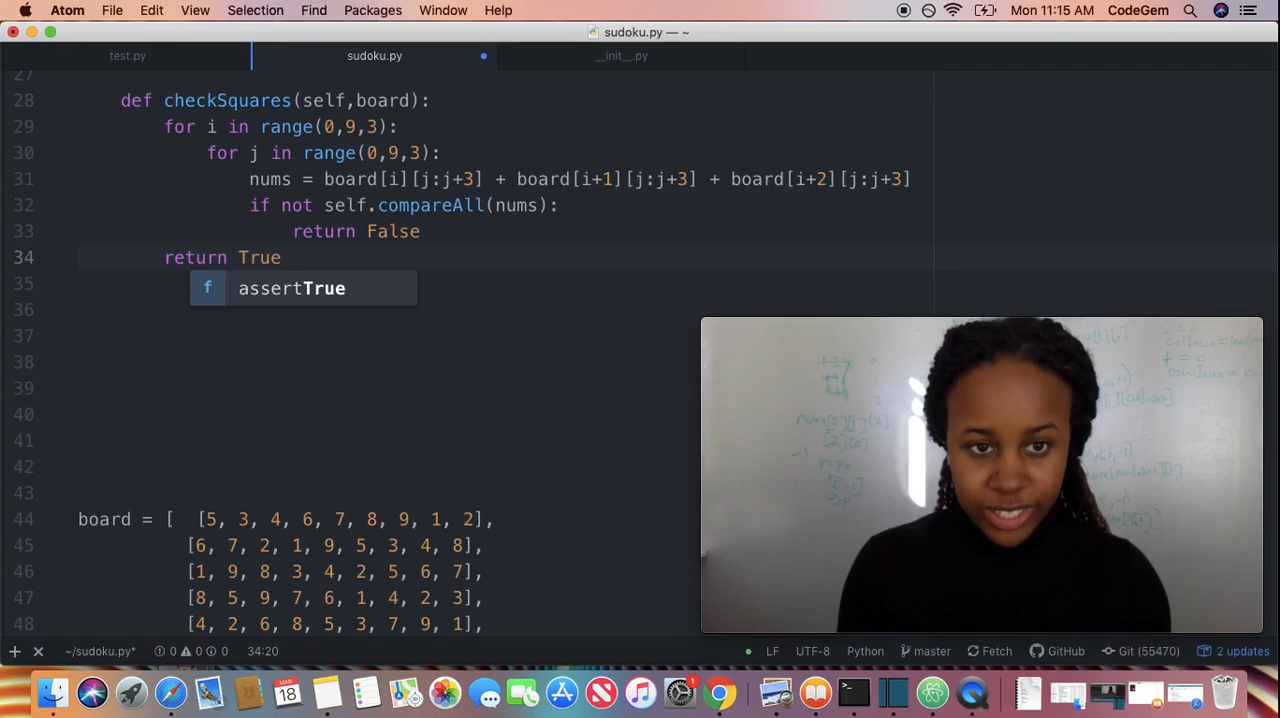 Atom File Edit View Selection Find Packages Window Help Mon 11:15 AM CodeGem
sudoku.py — ~
test.py sudoku.py __init__.py
27
28 def checkSquares(self,board):
29 for i in range(0,9,3):
30 for j in range(0,9,3):
31 nums = board[i][j:j+3] + board[i+1][j:j+3] + board[i+2][j:j+3]
32 if not self.compareAll(nums):
33 return False
34 return True
35 f assertTrue
36
37
38
39
40
41
42
43
44 board = [ [5, 3, 4, 6, 7, 8, 9, 1, 2],
45 [6, 7, 2, 1, 9, 5, 3, 4, 8],
46 [1, 9, 8, 3, 4, 2, 5, 6, 7],
47 [8, 5, 9, 7, 6, 1, 4, 2, 3],
48 [4, 2, 6, 8, 5, 3, 7, 9, 1],
~/sudoku.py* 0 0 0 34:20 LF UTF-8 Python master Fetch GitHub Git (55470) 2 updates
MAR
18
1